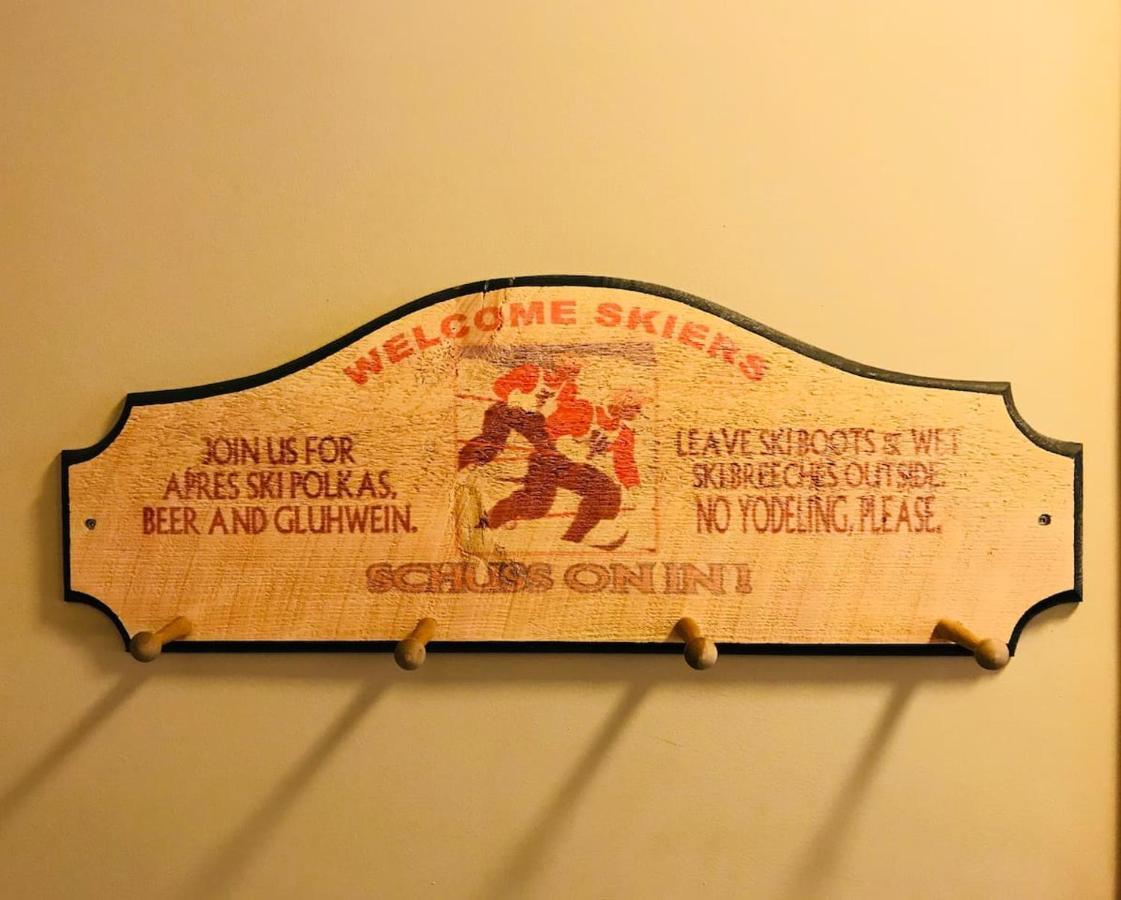 WELCOME SKIERS
JOIN US FOR
APRES SKI POLKAS,
BEER AND GLUHWEIN.
LEAVE SKI BOOTS & WET
SKI BREECHES OUTSIDE.
NO YODELING, PLEASE.
SCHUSS ON IN!